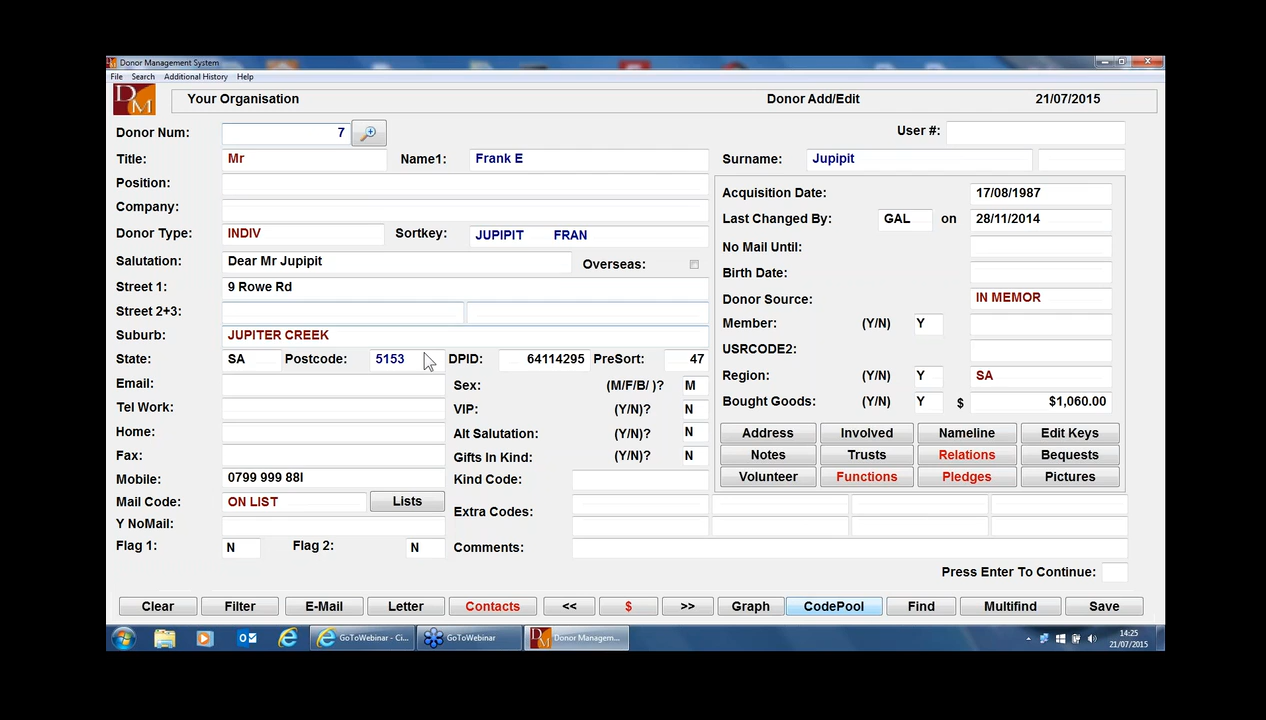 Donor Management System
File Search Additional History Help
DM Your Organisation Donor Add/Edit 21/07/2015
Donor Num: 7 User #:
Title: Mr Name1: Frank E Surname: Jupipit
Position:
Company:
Donor Type: INDIV Sortkey: JUPIPIT FRAN
Salutation: Dear Mr Jupipit Overseas:
Street 1: 9 Rowe Rd
Street 2+3:
Suburb: JUPITER CREEK
State: SA Postcode: 5153 DPID: 64114295 PreSort: 47
Email: Sex: (M/F/B/ )? M
Tel Work: VIP: (Y/N)? N
Home: Alt Salutation: (Y/N)? N
Fax: Gifts In Kind: (Y/N)? N
Mobile: 0799 999 88l Kind Code:
Mail Code: ON LIST Lists Extra Codes:
Y NoMail:
Flag 1: N Flag 2: N Comments:
Acquisition Date: 17/08/1987
Last Changed By: GAL on 28/11/2014
No Mail Until:
Birth Date:
Donor Source: IN MEMOR
Member: (Y/N) Y
USRCODE2:
Region: (Y/N) Y SA
Bought Goods: (Y/N) Y $ $1,060.00
Address Involved Nameline Edit Keys
Notes Trusts Relations Bequests
Volunteer Functions Pledges Pictures
Press Enter To Continue:
Clear Filter E-Mail Letter Contacts << $ >> Graph CodePool Find Multifind Save
GoToWebinar - Ci... GoToWebinar Donor Managem... 14:25
21/07/2015